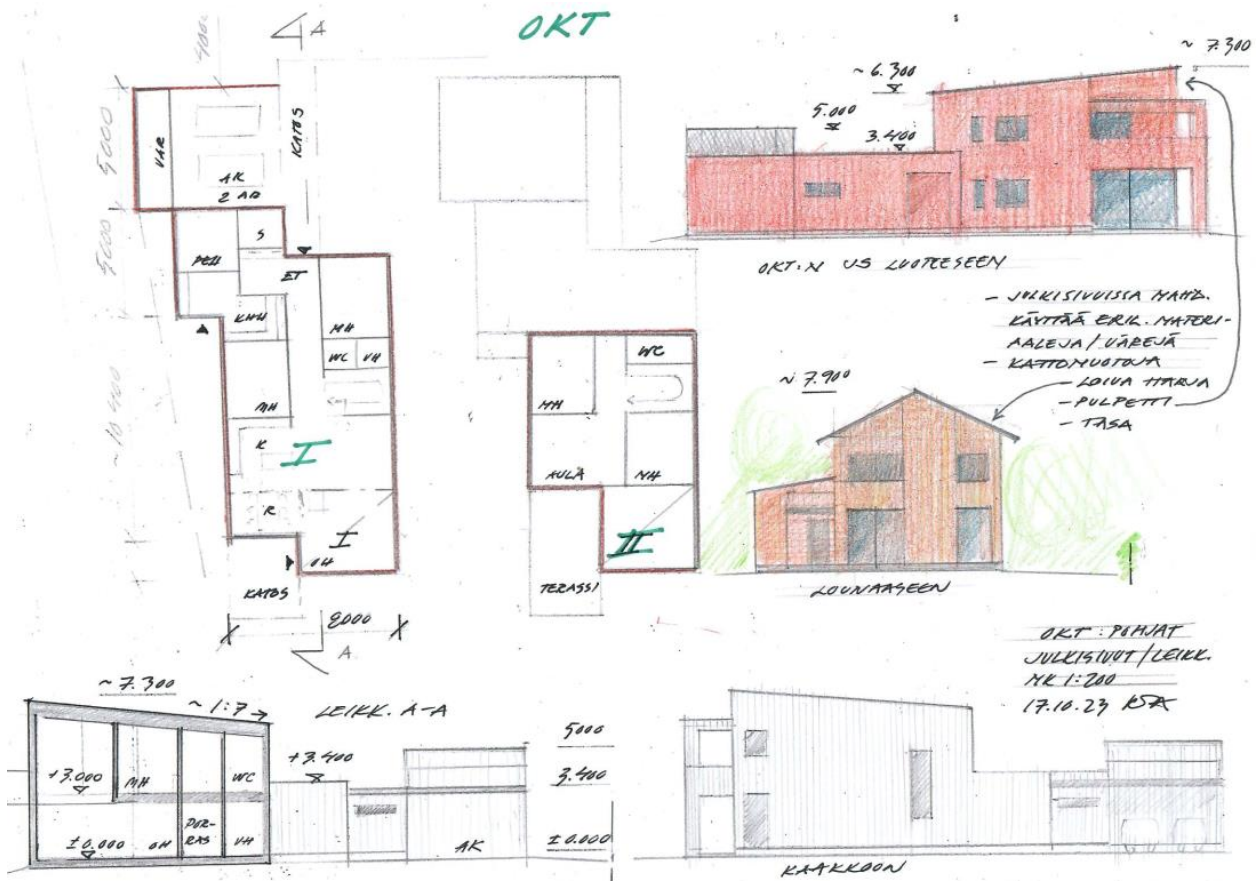 OKT
A
4000
KATOS
5000
VAR
AK
2 AP
5000
S
PEH
ET
KHH
MH
WC
VH
~10 400
MH
K
I
R
I
OH
KATOS
8000
A
WC
MH
AULA
MH
II
TERASSI
~ 7.300
~ 6.300
5.000
3.400
OKT:N JS LUOTEESEEN
- JULKISIVUISSA MAHD.
KÄYTTÄÄ ERIL. MATERI-
AALEJA / VÄREJÄ
- KATTOMUOTOJA
- LOIVA HARJA
- PULPETTI
- TASA
~ 7.900
LOUNAASEEN
OKT : POHJAT
JULKISIVUT / LEIKK.
MK 1:200
17.10.23
~ 7.300
~ 1:7
LEIKK. A-A
+3.000
MH
WC
+3.400
5000
3.400
±0.000
OH
POR-
RAS
VH
AK
±0.000
KAAKKOON